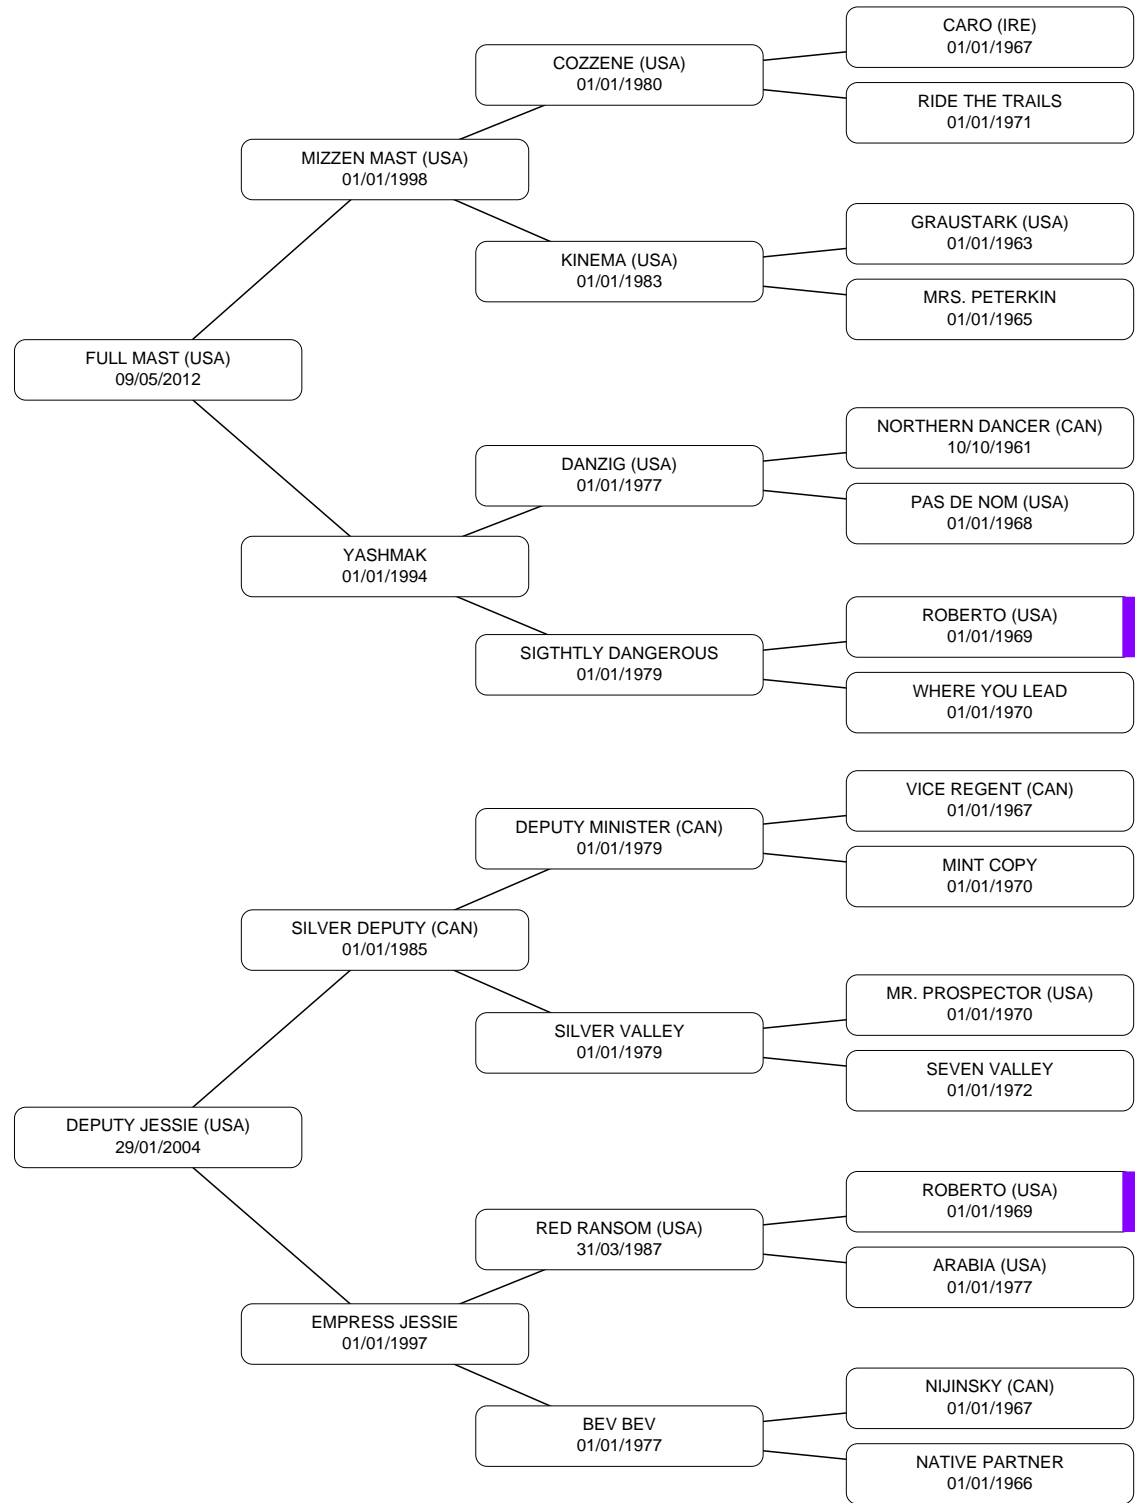 CARO (IRE)
01/01/1967
COZZENE (USA)
01/01/1980
RIDE THE TRAILS
01/01/1971
MIZZEN MAST (USA)
01/01/1998
GRAUSTARK (USA)
01/01/1963
KINEMA (USA)
01/01/1983
MRS. PETERKIN
01/01/1965
FULL MAST (USA)
09/05/2012
NORTHERN DANCER (CAN)
10/10/1961
DANZIG (USA)
01/01/1977
PAS DE NOM (USA)
01/01/1968
YASHMAK
01/01/1994
ROBERTO (USA)
01/01/1969
SIGTHTLY DANGEROUS
01/01/1979
WHERE YOU LEAD
01/01/1970
VICE REGENT (CAN)
01/01/1967
DEPUTY MINISTER (CAN)
01/01/1979
MINT COPY
01/01/1970
SILVER DEPUTY (CAN)
01/01/1985
MR. PROSPECTOR (USA)
01/01/1970
SILVER VALLEY
01/01/1979
SEVEN VALLEY
01/01/1972
DEPUTY JESSIE (USA)
29/01/2004
ROBERTO (USA)
01/01/1969
RED RANSOM (USA)
31/03/1987
ARABIA (USA)
01/01/1977
EMPRESS JESSIE
01/01/1997
NIJINSKY (CAN)
01/01/1967
BEV BEV
01/01/1977
NATIVE PARTNER
01/01/1966